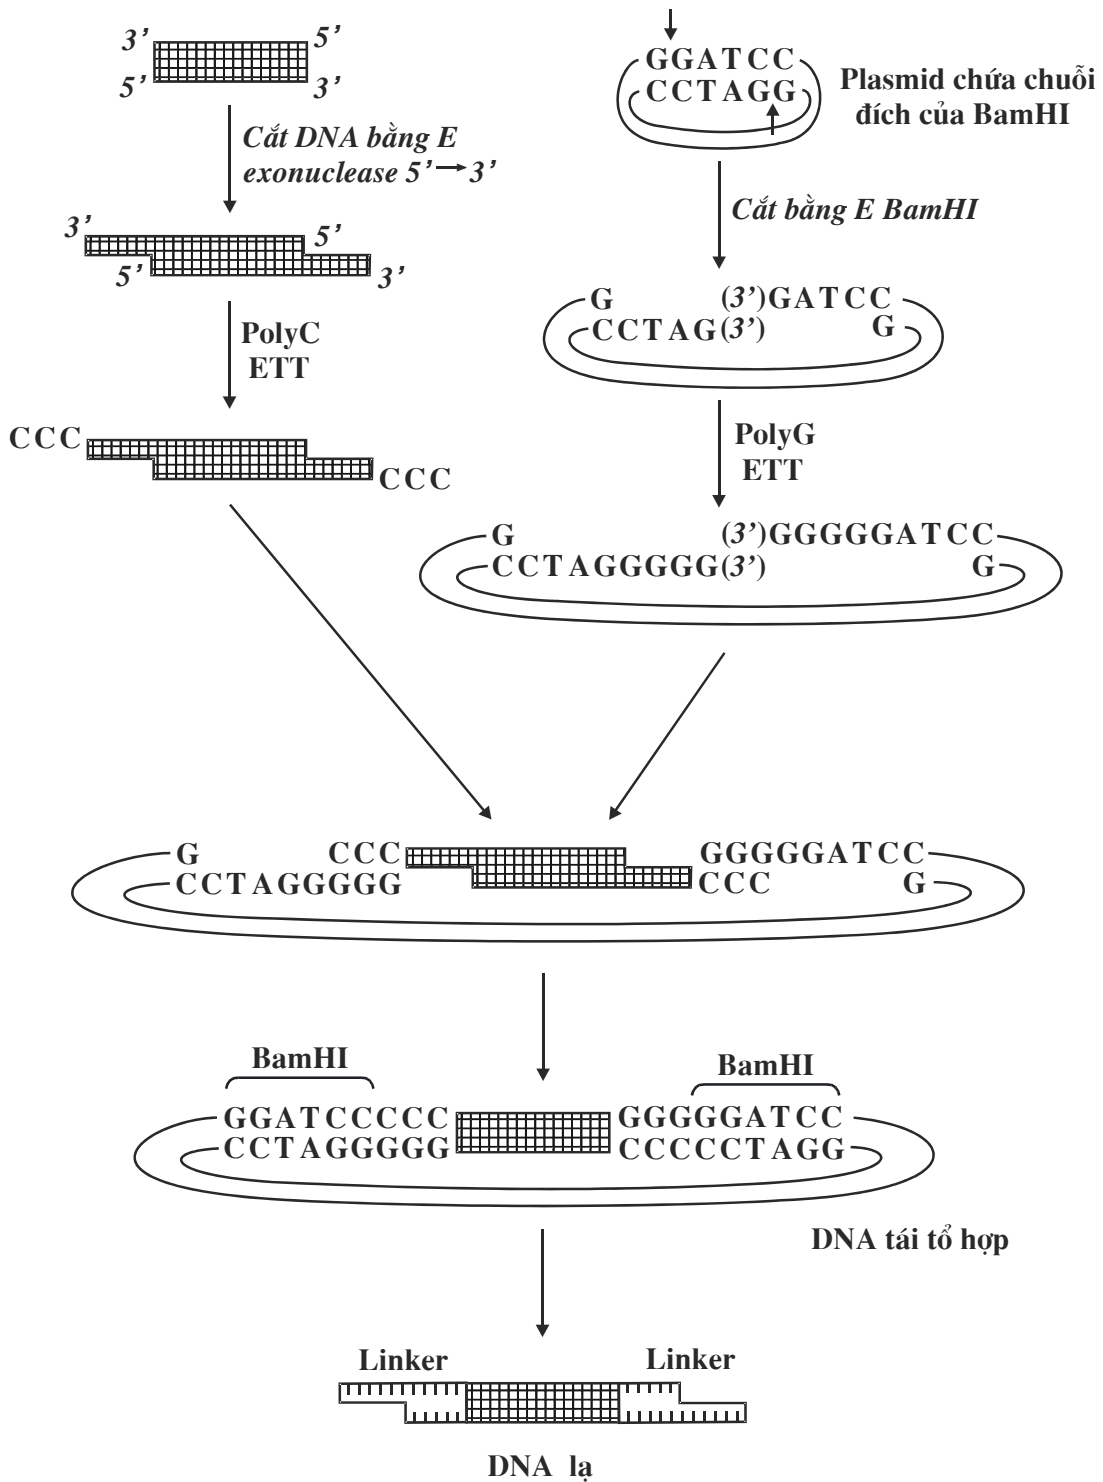 3’ 5’
5’ 3’
Cắt DNA bằng E
exonuclease 5’→3’
3’ 5’
5’ 3’
PolyC
ETT
CCC
CCC
GGATCC
CCTAGG
Plasmid chứa chuỗi
đích của BamHI
Cắt bằng E BamHI
G (3’)GATCC
CCTAG(3’) G
PolyG
ETT
G (3’)GGGGGATCC
CCTAGGGGG(3’) G
G CCC GGGGGATCC
CCTAGGGGG CCC G
BamHI BamHI
GGATCCCCC GGGGGATCC
CCTAGGGGG CCCCCTAGG
DNA tái tổ hợp
Linker Linker
DNA lạ